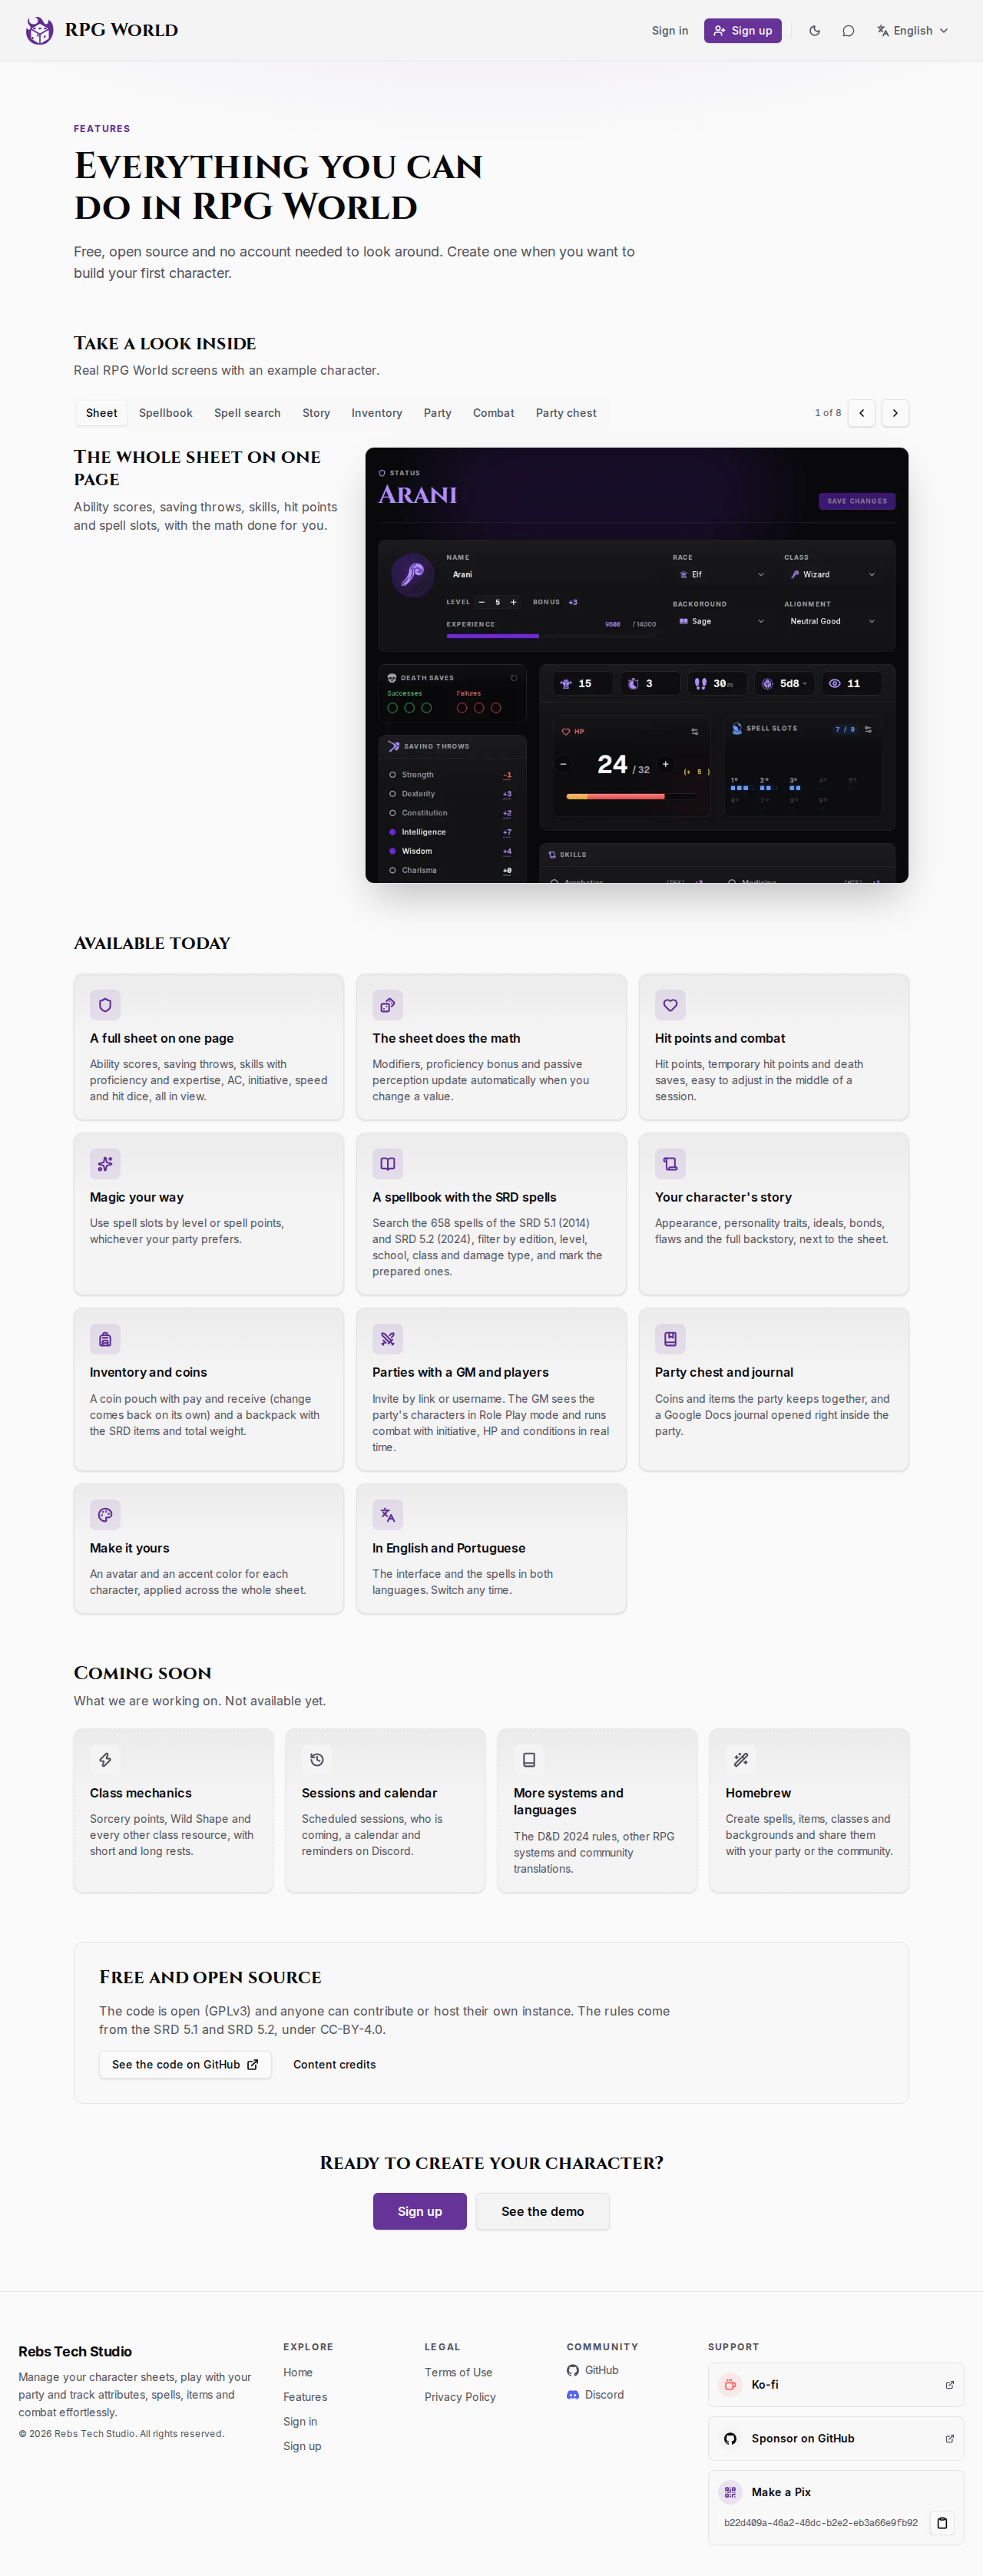 RPG World
Sign in
Sign up
English
FEATURES
Everything you can
do in RPG World
Free, open source and no account needed to look around. Create one when you want to
build your first character.
Take a look inside
Real RPG World screens with an example character.
Sheet
Spellbook
Spell search
Story
Inventory
Party
Combat
Party chest
1 of 8
The whole sheet on one
page
Ability scores, saving throws, skills, hit points
and spell slots, with the math done for you.
STATUS
Arani
SAVE CHANGES
NAME
Arani
RACE
Elf
CLASS
Wizard
LEVEL
− 5 +
BONUS +3
BACKGROUND
Sage
ALIGNMENT
Neutral Good
EXPERIENCE
9800 / 14000
DEATH SAVES
Successes
Failures
15
3
30 m
5d8
11
SAVING THROWS
Strength -1
Dexterity +3
Constitution +2
Intelligence +7
Wisdom +4
Charisma +0
HP
− 24 / 32 +
(+ 5 )
SPELL SLOTS
7 / 9
1º 2º 3º 4º 5º
6º 7º 8º 9º
SKILLS
Acrobatics (DEX) +3
Medicine (WIS) +1
Available today
A full sheet on one page
Ability scores, saving throws, skills with
proficiency and expertise, AC, initiative, speed
and hit dice, all in view.
The sheet does the math
Modifiers, proficiency bonus and passive
perception update automatically when you
change a value.
Hit points and combat
Hit points, temporary hit points and death
saves, easy to adjust in the middle of a
session.
Magic your way
Use spell slots by level or spell points,
whichever your party prefers.
A spellbook with the SRD spells
Search the 658 spells of the SRD 5.1 (2014)
and SRD 5.2 (2024), filter by edition, level,
school, class and damage type, and mark the
prepared ones.
Your character's story
Appearance, personality traits, ideals, bonds,
flaws and the full backstory, next to the sheet.
Inventory and coins
A coin pouch with pay and receive (change
comes back on its own) and a backpack with
the SRD items and total weight.
Parties with a GM and players
Invite by link or username. The GM sees the
party's characters in Role Play mode and runs
combat with initiative, HP and conditions in real
time.
Party chest and journal
Coins and items the party keeps together, and
a Google Docs journal opened right inside the
party.
Make it yours
An avatar and an accent color for each
character, applied across the whole sheet.
In English and Portuguese
The interface and the spells in both
languages. Switch any time.
Coming soon
What we are working on. Not available yet.
Class mechanics
Sorcery points, Wild Shape and
every other class resource, with
short and long rests.
Sessions and calendar
Scheduled sessions, who is
coming, a calendar and
reminders on Discord.
More systems and
languages
The D&D 2024 rules, other RPG
systems and community
translations.
Homebrew
Create spells, items, classes and
backgrounds and share them
with your party or the community.
Free and open source
The code is open (GPLv3) and anyone can contribute or host their own instance. The rules come
from the SRD 5.1 and SRD 5.2, under CC-BY-4.0.
See the code on GitHub
Content credits
Ready to create your character?
Sign up
See the demo
Rebs Tech Studio
Manage your character sheets, play with your
party and track attributes, spells, items and
combat effortlessly.
© 2026 Rebs Tech Studio. All rights reserved.
EXPLORE
Home
Features
Sign in
Sign up
LEGAL
Terms of Use
Privacy Policy
COMMUNITY
GitHub
Discord
SUPPORT
Ko-fi
Sponsor on GitHub
Make a Pix
b22d409a-46a2-48dc-b2e2-eb3a66e9fb92